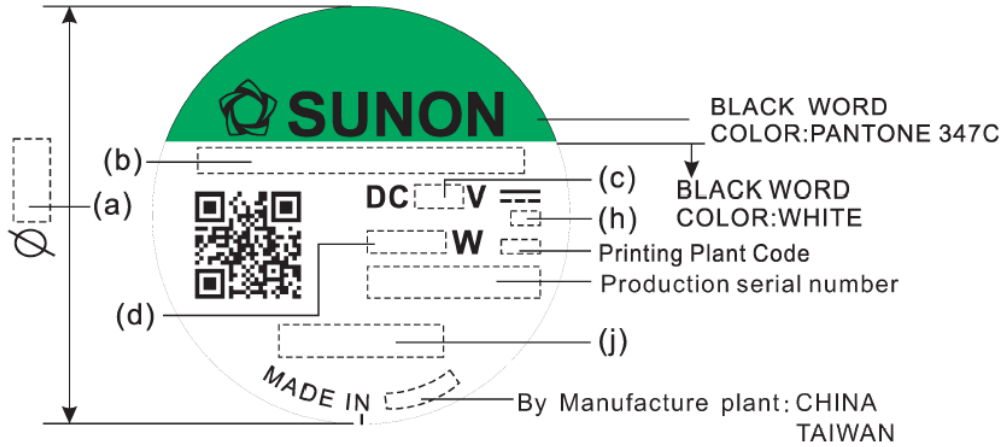 SUNON
BLACK WORD
COLOR:PANTONE 347C
(b)
(c)
DC V
BLACK WORD
COLOR:WHITE
(a)
(h)
Ø
W
Printing Plant Code
Production serial number
(d)
(j)
MADE IN
By Manufacture plant: CHINA
TAIWAN